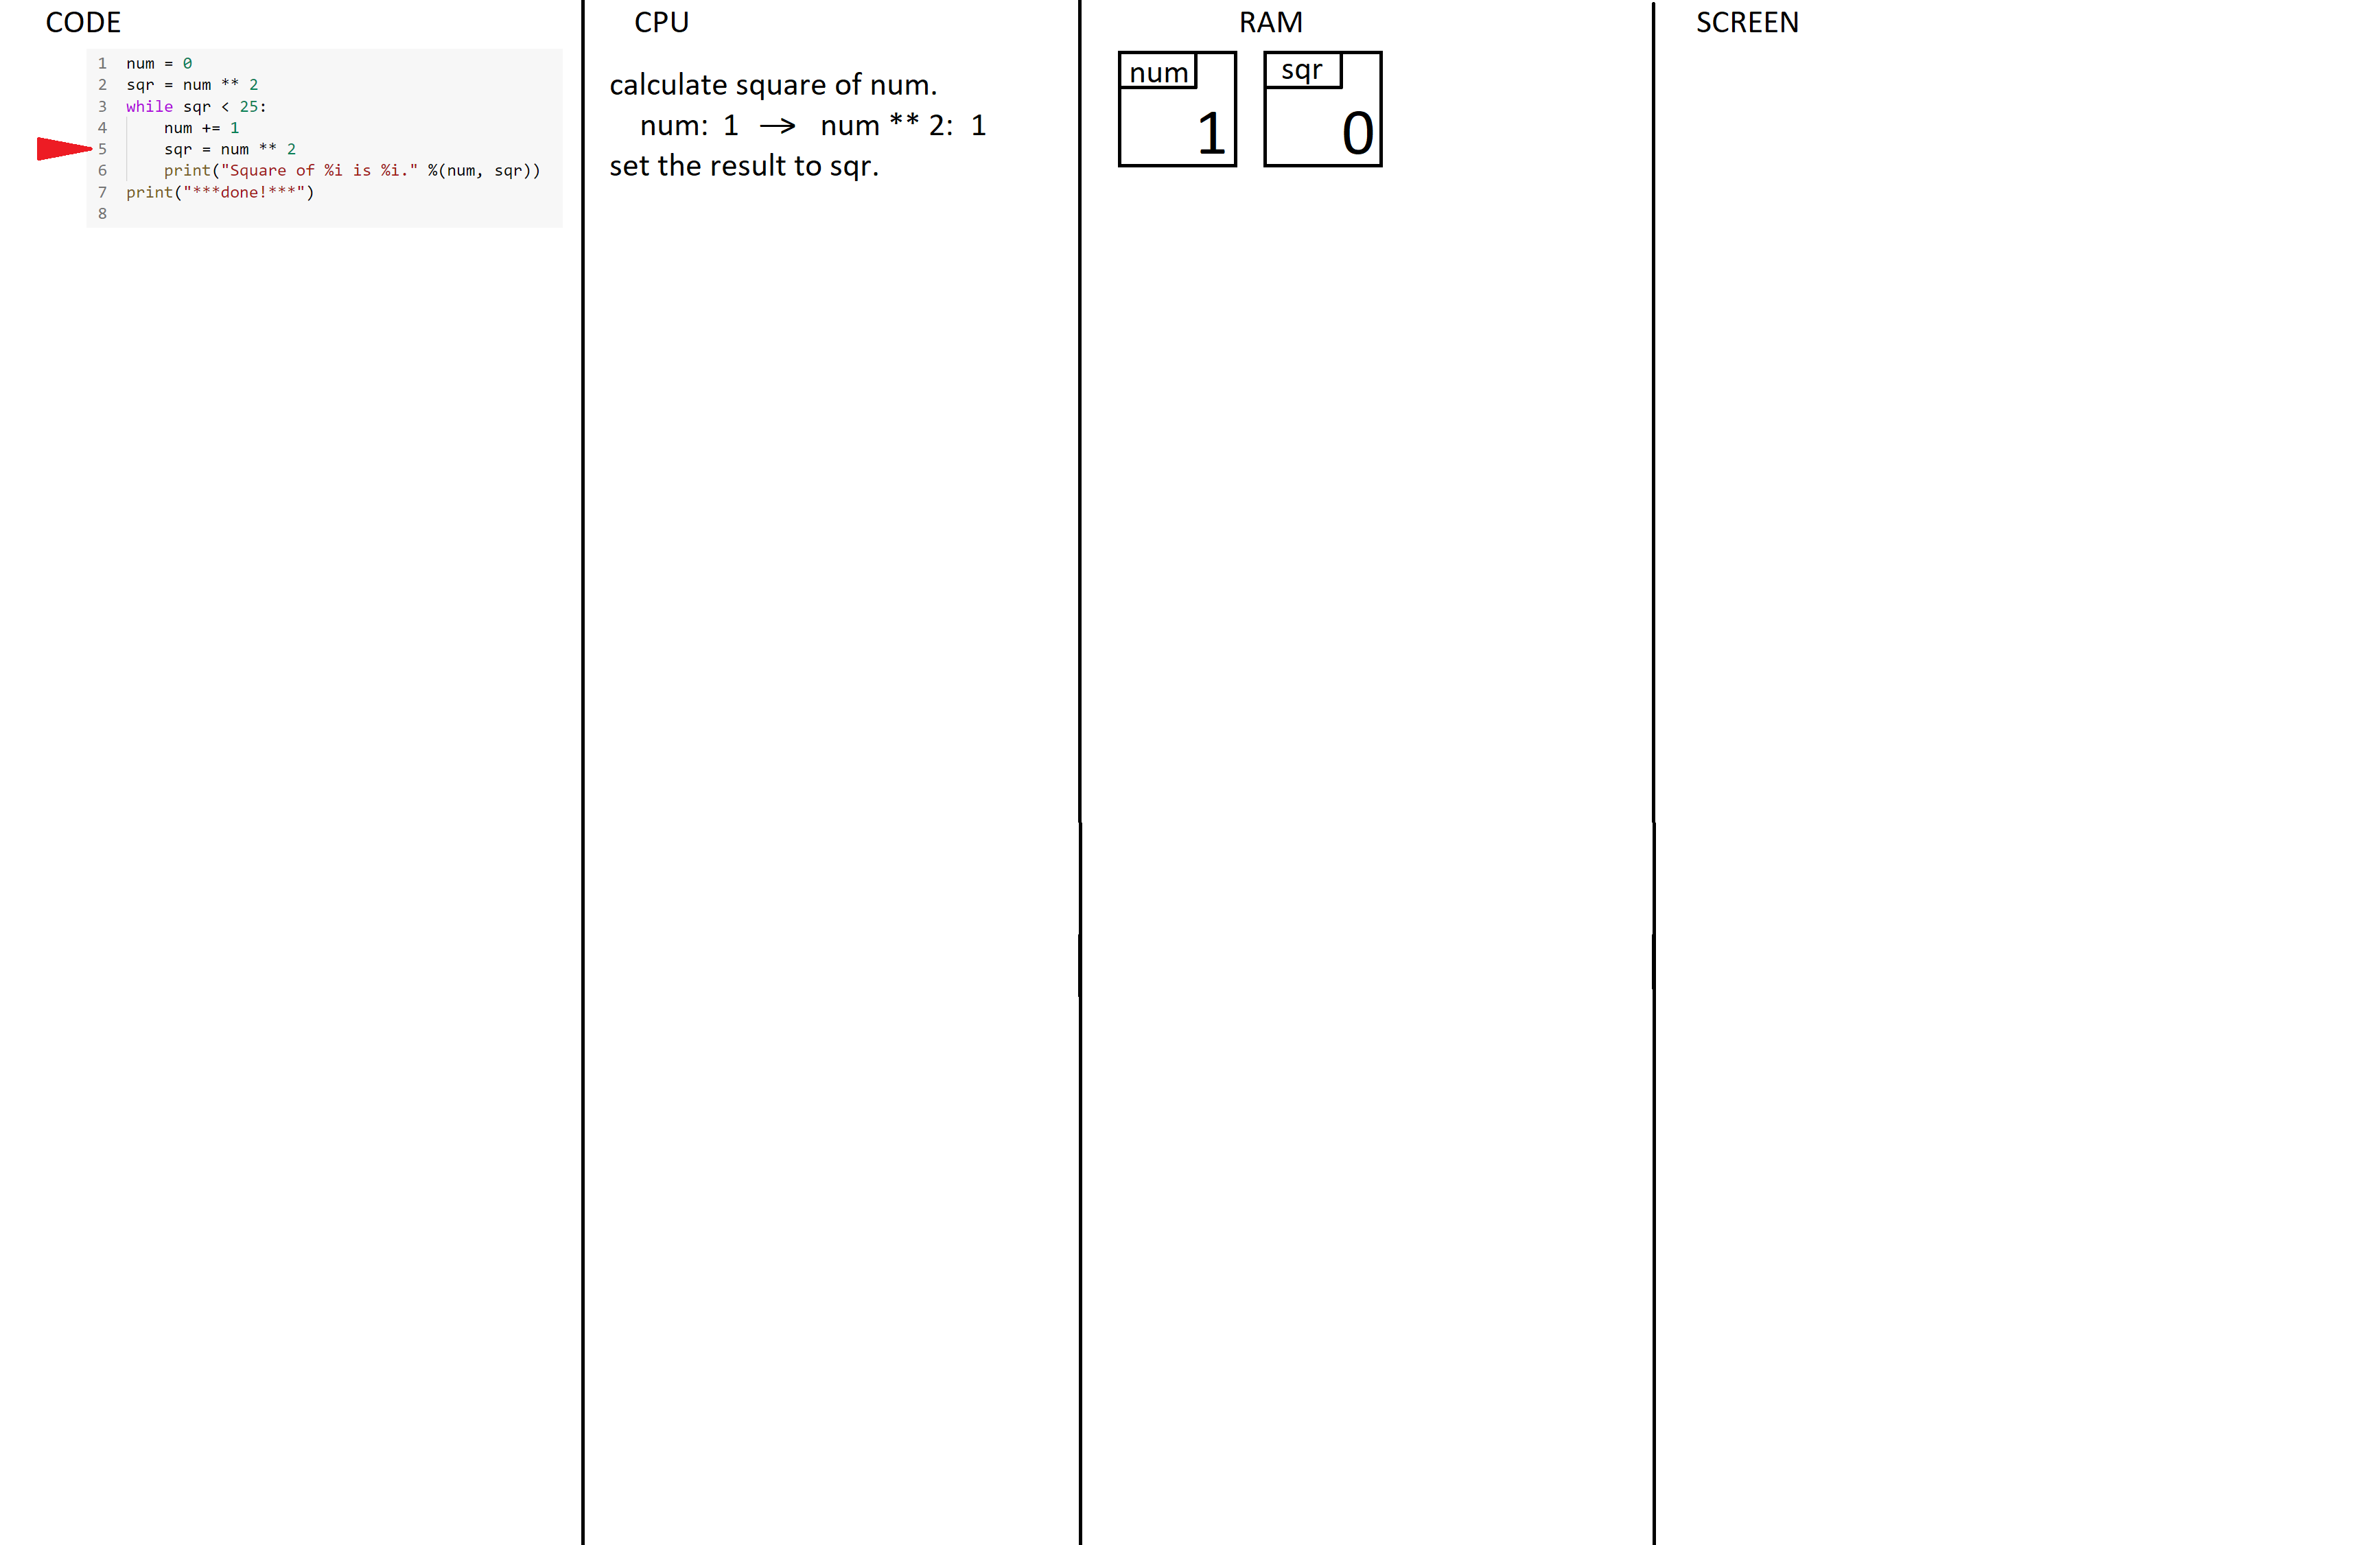 CODE
1 num = 0
2 sqr = num ** 2
3 while sqr < 25:
4     num += 1
5     sqr = num ** 2
6     print("Square of %i is %i." %(num, sqr))
7 print("***done!***")
8
CPU
calculate square of num.
num: 1 —> num ** 2: 1
set the result to sqr.
RAM
num
1
sqr
0
SCREEN